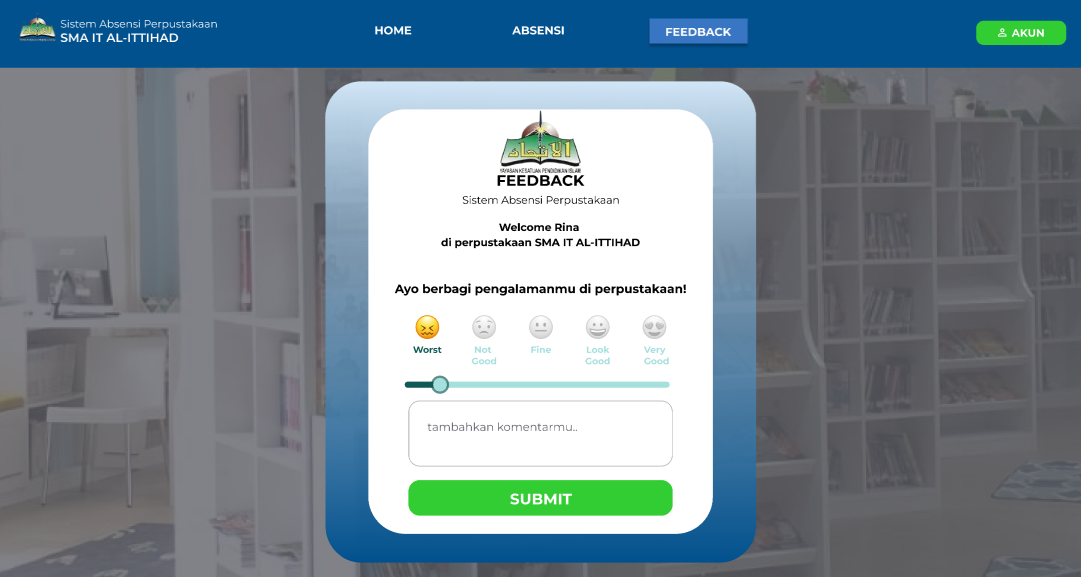 Sistem Absensi Perpustakaan
SMA IT AL-ITTIHAD
HOME
ABSENSI
FEEDBACK
AKUN
الإتحاد
YAYASAN KESATUAN PENDIDIKAN ISLAM
FEEDBACK
Sistem Absensi Perpustakaan
Welcome Rina
di perpustakaan SMA IT AL-ITTIHAD
Ayo berbagi pengalamanmu di perpustakaan!
Worst
Not
Good
Fine
Look
Good
Very
Good
tambahkan komentarmu..
SUBMIT